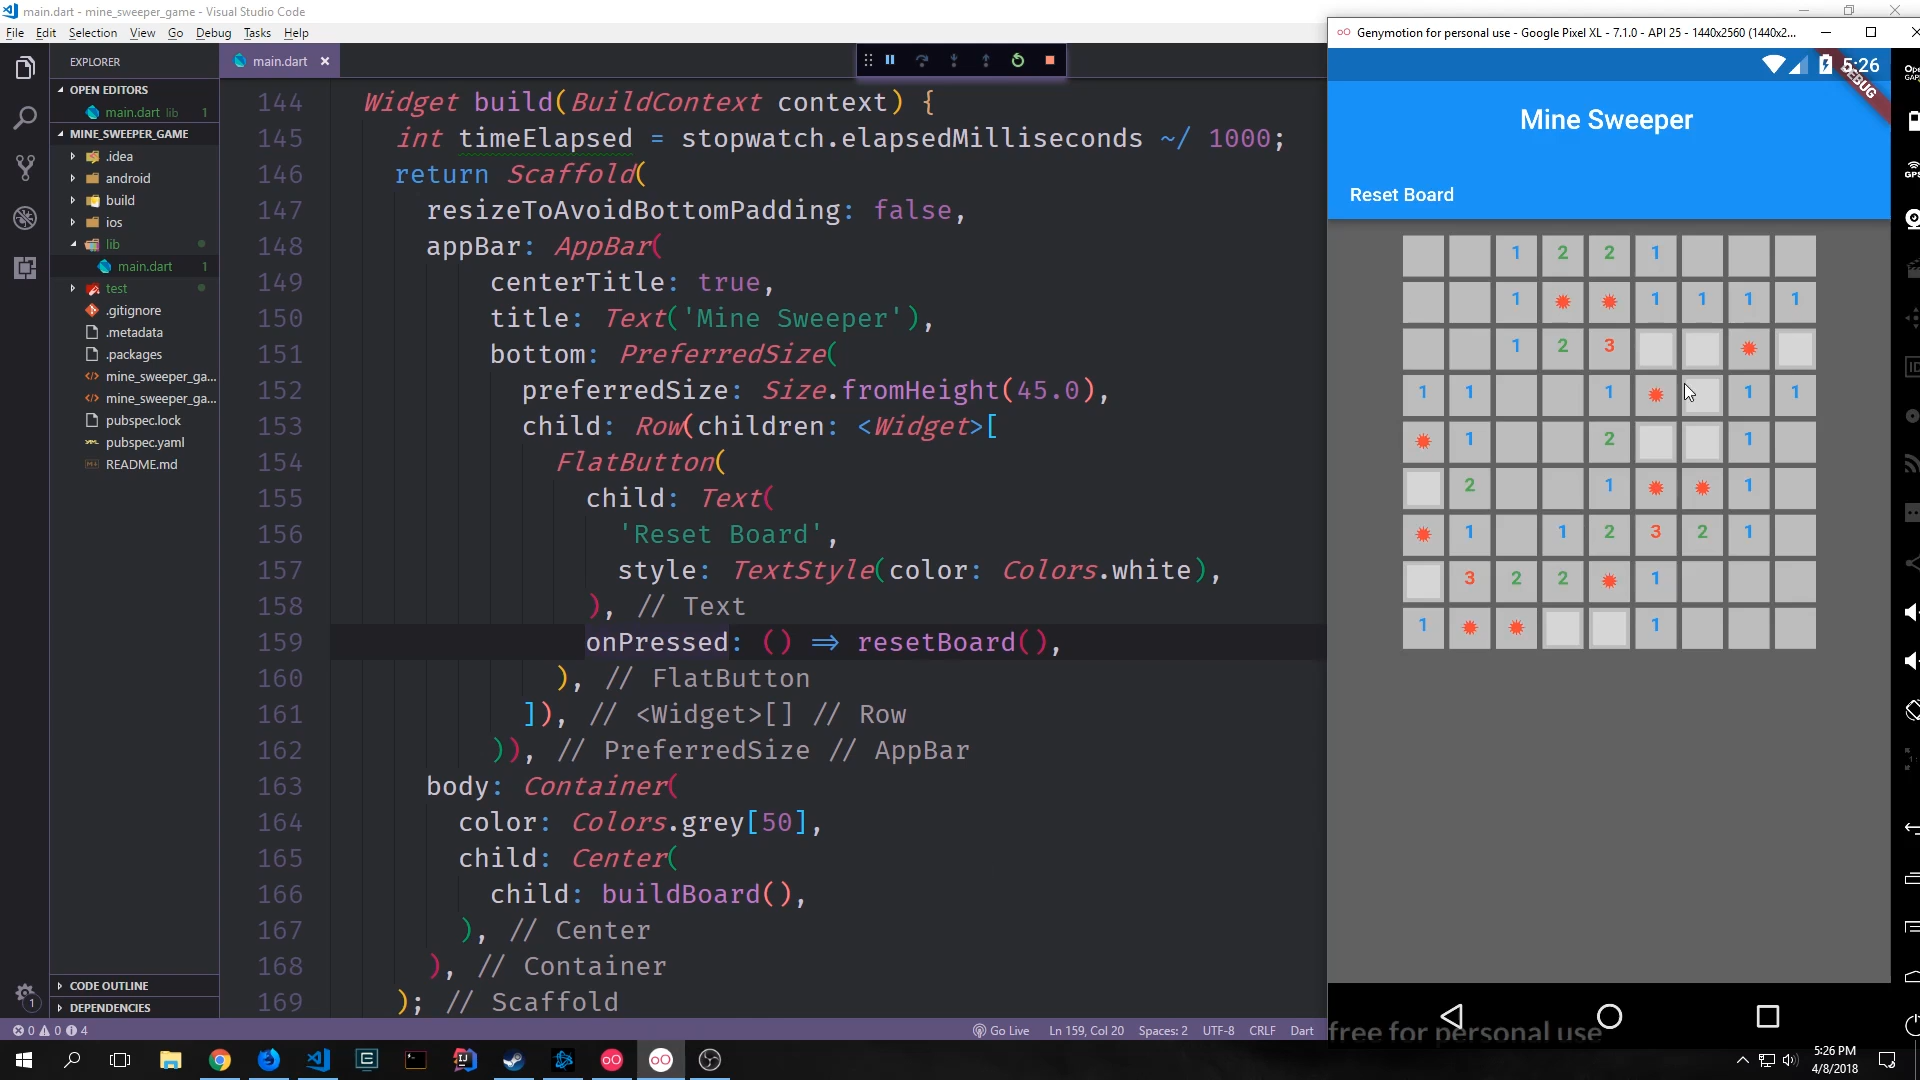 main.dart - mine_sweeper_game - Visual Studio Code
File Edit Selection View Go Debug Tasks Help
EXPLORER
OPEN EDITORS
main.dart lib 1
MINE_SWEEPER_GAME
.idea
android
build
ios
lib
main.dart 1
test
.gitignore
.metadata
.packages
mine_sweeper_ga...
mine_sweeper_ga...
pubspec.lock
pubspec.yaml
README.md
CODE OUTLINE
DEPENDENCIES
main.dart
144 Widget build(BuildContext context) {
145 int timeElapsed = stopwatch.elapsedMilliseconds ~/ 1000;
146 return Scaffold(
147 resizeToAvoidBottomPadding: false,
148 appBar: AppBar(
149 centerTitle: true,
150 title: Text('Mine Sweeper'),
151 bottom: PreferredSize(
152 preferredSize: Size.fromHeight(45.0),
153 child: Row(children: <Widget>[
154 FlatButton(
155 child: Text(
156 'Reset Board',
157 style: TextStyle(color: Colors.white),
158 ), // Text
159 onPressed: () => resetBoard(),
160 ), // FlatButton
161 ]), // <Widget>[] // Row
162 )), // PreferredSize // AppBar
163 body: Container(
164 color: Colors.grey[50],
165 child: Center(
166 child: buildBoard(),
167 ), // Center
168 ), // Container
169 ); // Scaffold
Genymotion for personal use - Google Pixel XL - 7.1.0 - API 25 - 1440x2560 (1440x2...
5:26
DEBUG
Mine Sweeper
Reset Board
1 2 2 1
1 1 1 1 1
1 2 3
1 1 1 1 1
1 2 1
2 1 1
1 1 2 3 2 1
3 2 2 1
1 1
free for personal use
GPS
0 0 4
Go Live Ln 159, Col 20 Spaces: 2 UTF-8 CRLF Dart
1
5:26 PM
4/8/2018